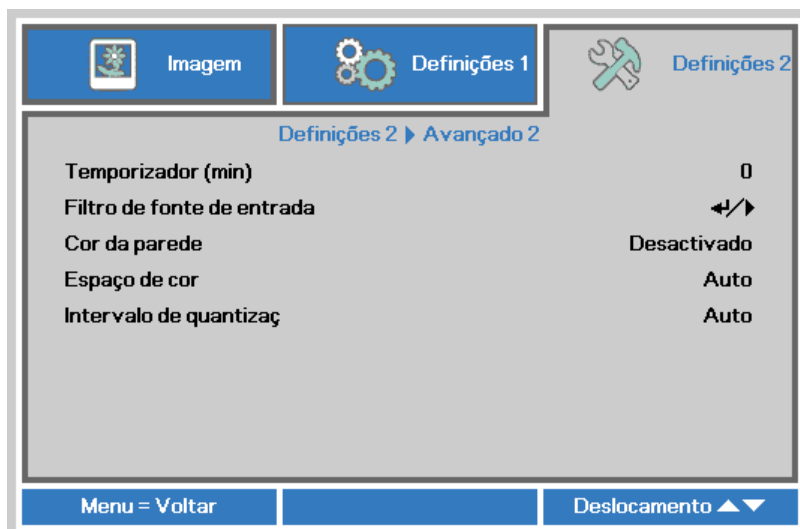 Imagem
Definições 1
Definições 2
Definições 2 ▶ Avançado 2
Temporizador (min) 0
Filtro de fonte de entrada ↵/▶
Cor da parede Desactivado
Espaço de cor Auto
Intervalo de quantizaç Auto
Menu = Voltar
Deslocamento ▲▼